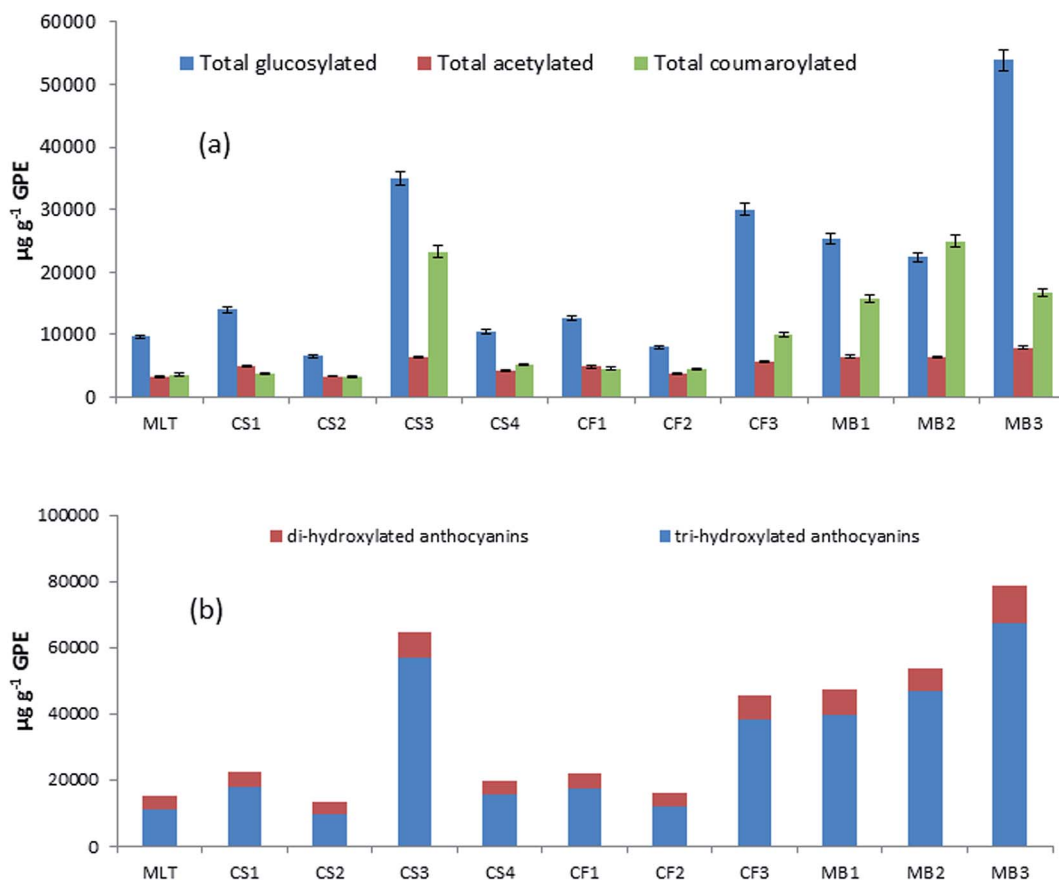 60000
50000
40000
30000
20000
10000
0
µg g-1 GPE
Total glucosylated Total acetylated Total coumaroylated
(a)
MLT CS1 CS2 CS3 CS4 CF1 CF2 CF3 MB1 MB2 MB3
100000
80000
60000
40000
20000
0
µg g-1 GPE
di-hydroxylated anthocyanins tri-hydroxylated anthocyanins
(b)
MLT CS1 CS2 CS3 CS4 CF1 CF2 CF3 MB1 MB2 MB3